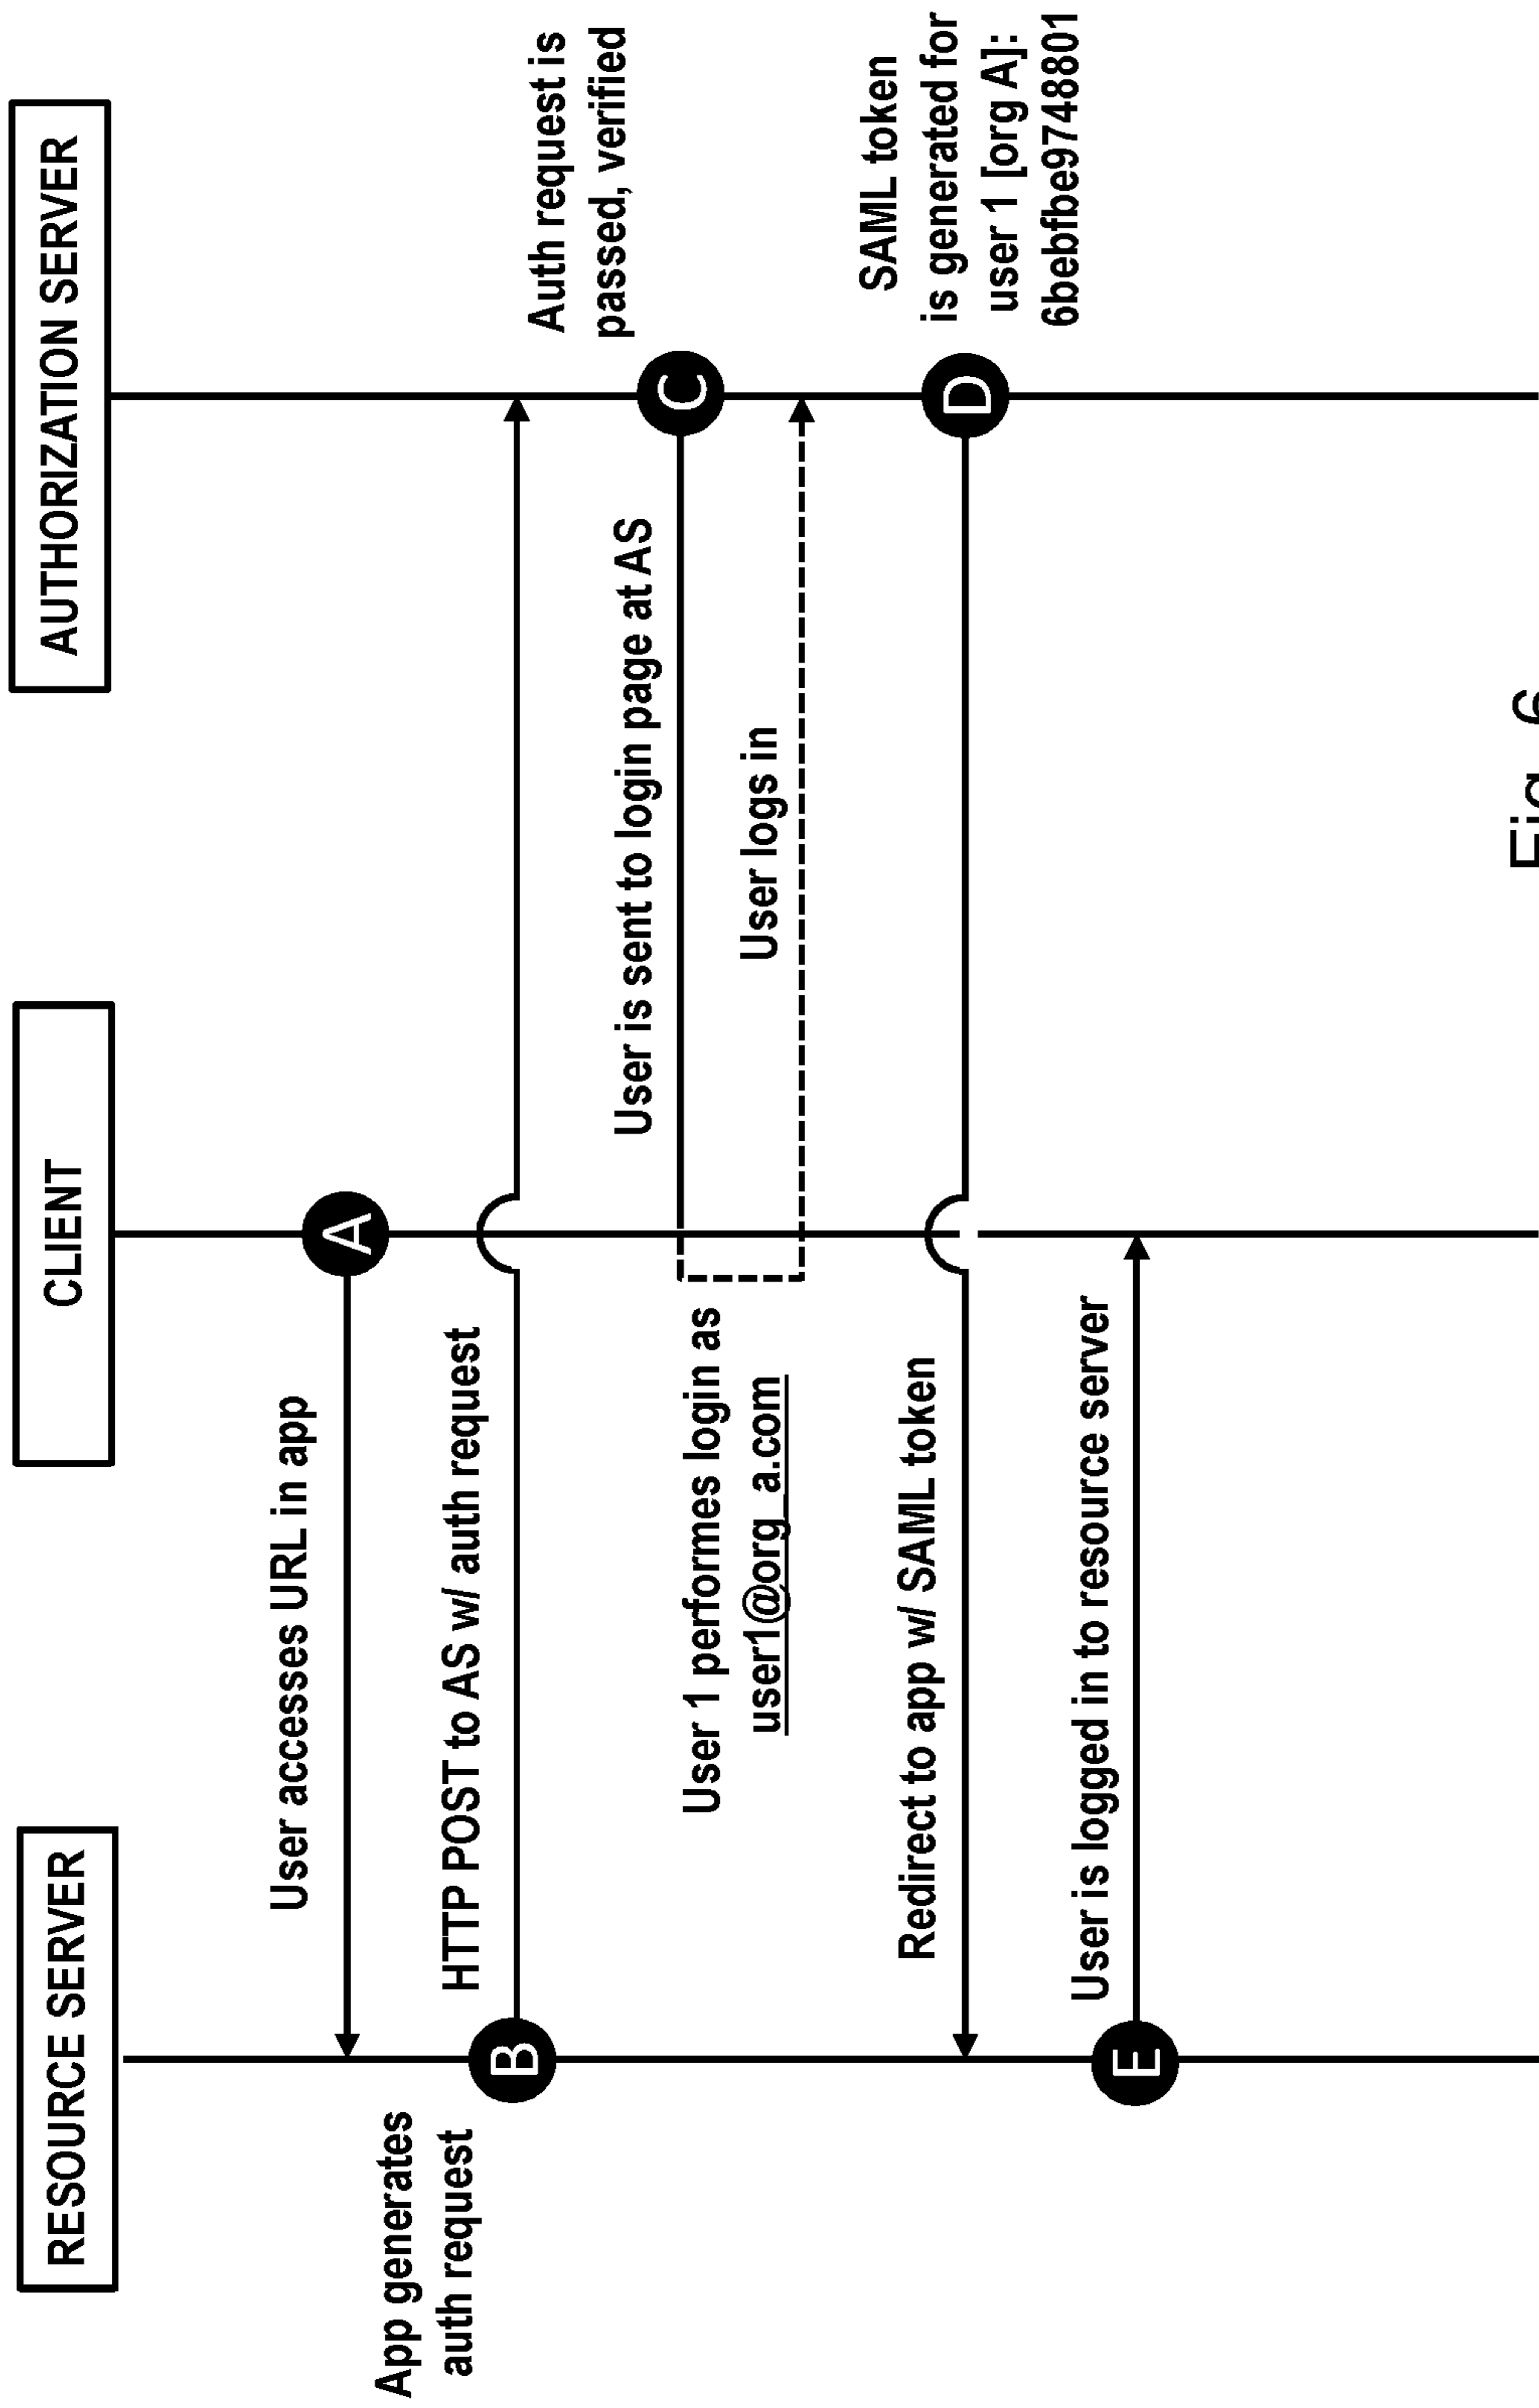 RESOURCE SERVER
CLIENT
AUTHORIZATION SERVER
User accesses URL in app
A
App generates
auth request
B
HTTP POST to AS w/ auth request
Auth request is
passed, verified
C
User is sent to login page at AS
User 1 performes login as
user1@org_a.com
User logs in
SAML token
is generated for
user 1 [org A]:
6bebfbe9748801
D
Redirect to app w/ SAML token
User is logged in to resource server
E
Fig. 6